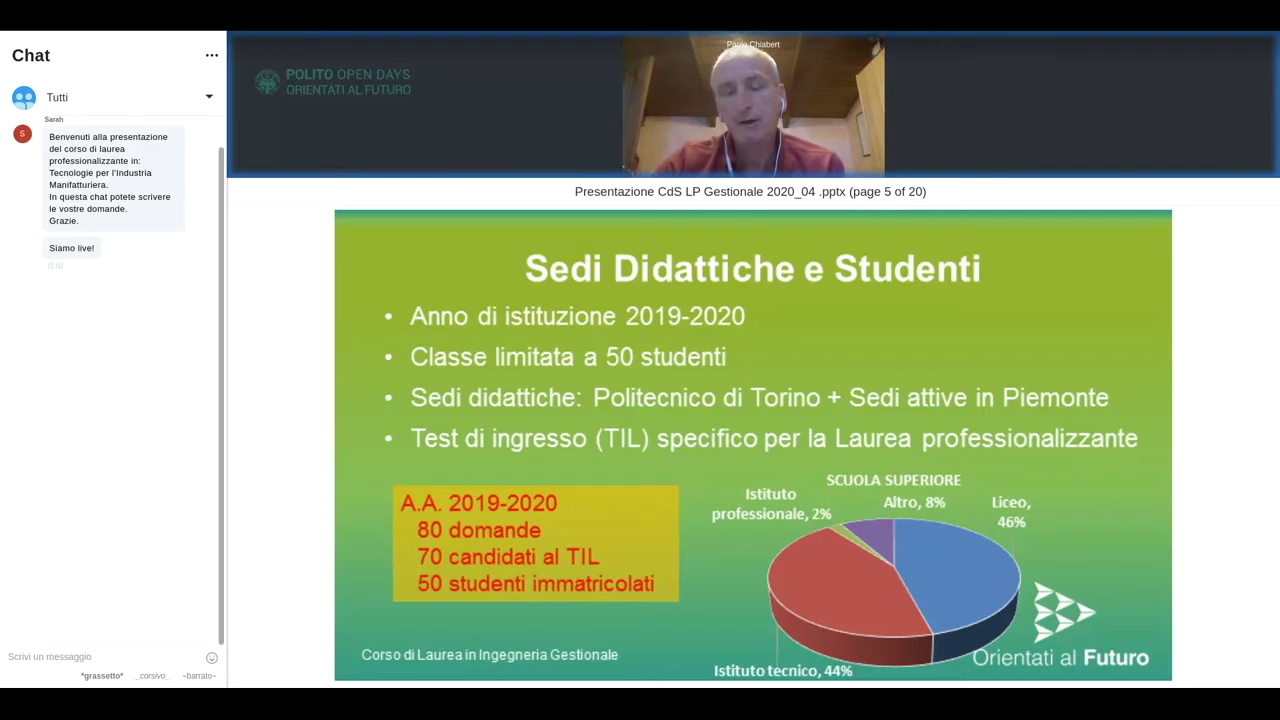 Chat
Tutti
Sarah
S
Benvenuti alla presentazione
del corso di laurea
professionalizzante in:
Tecnologie per l'Industria
Manifatturiera.
In questa chat potete scrivere
le vostre domande.
Grazie.
Siamo live!
15:03
Scrivi un messaggio
*grassetto* _corsivo_ ~barrato~
POLITO OPEN DAYS
ORIENTATI AL FUTURO
Paolo Chiabert
Presentazione CdS LP Gestionale 2020_04 .pptx (page 5 of 20)
Sedi Didattiche e Studenti
• Anno di istituzione 2019-2020
• Classe limitata a 50 studenti
• Sedi didattiche: Politecnico di Torino + Sedi attive in Piemonte
• Test di ingresso (TIL) specifico per la Laurea professionalizzante
A.A. 2019-2020
80 domande
70 candidati al TIL
50 studenti immatricolati
SCUOLA SUPERIORE
Istituto
professionale, 2%
Altro, 8%
Liceo,
46%
Istituto tecnico, 44%
Corso di Laurea in Ingegneria Gestionale
Orientati al Futuro